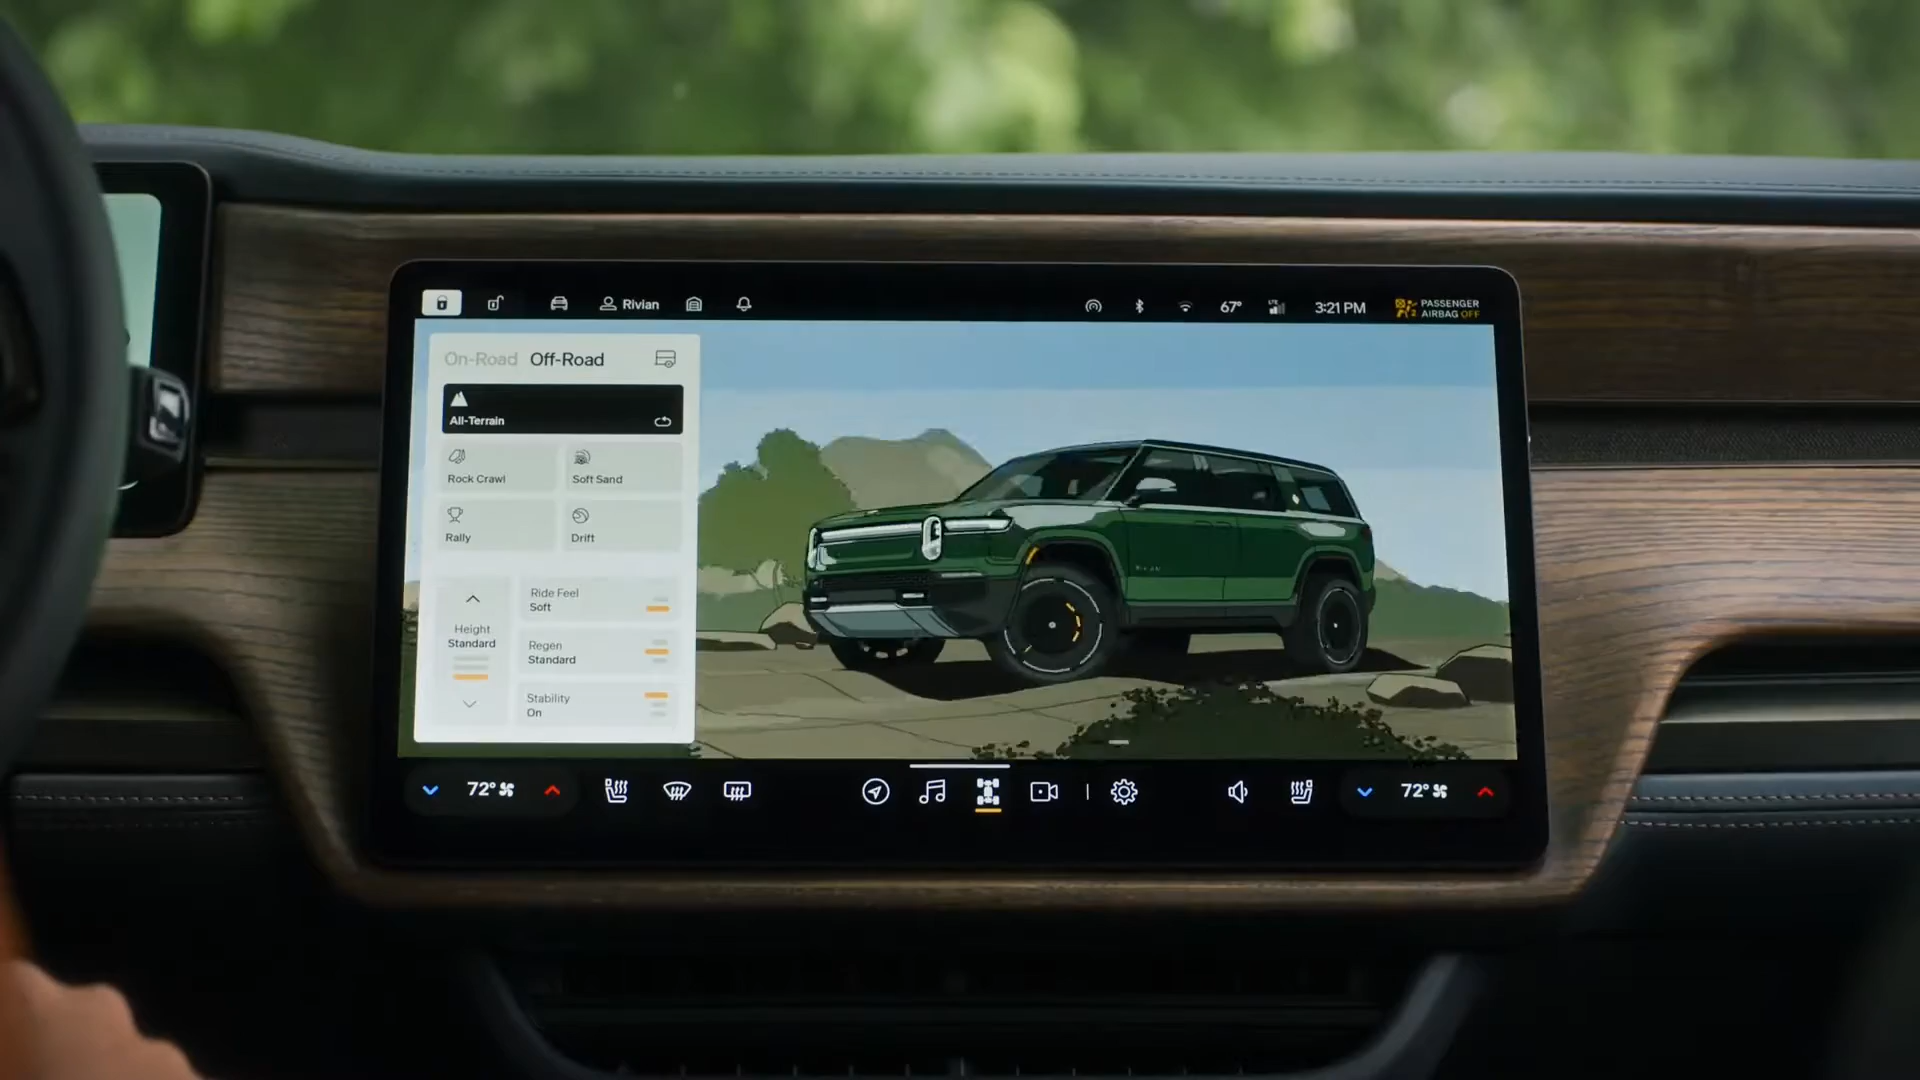 Rivian
67°
LTE
3:21 PM
PASSENGER
AIRBAG OFF
On-Road Off-Road
All-Terrain
Rock Crawl
Soft Sand
Rally
Drift
Height
Standard
Ride Feel
Soft
Regen
Standard
Stability
On
72°
72°